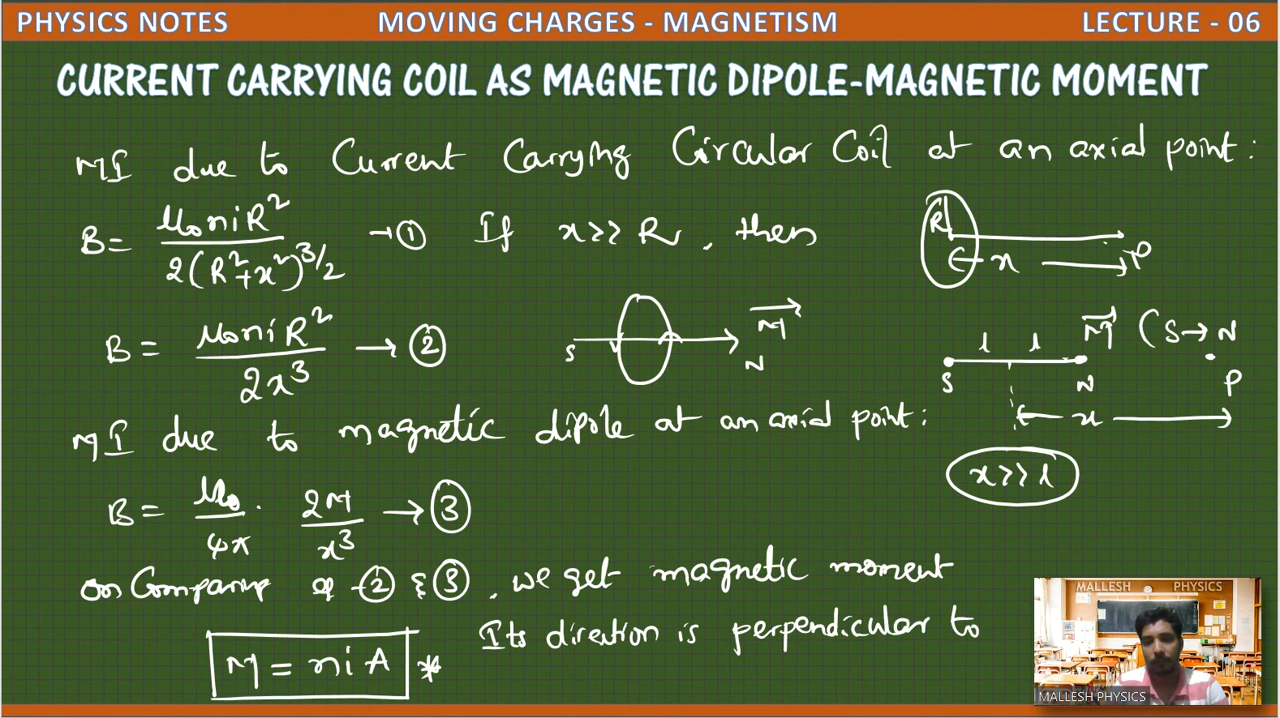 PHYSICS NOTES MOVING CHARGES - MAGNETISM LECTURE - 06
CURRENT CARRYING COIL AS MAGNETIC DIPOLE-MAGNETIC MOMENT
MI due to Current Carrying Circular Coil at an axial point:
B = μ₀niR²/2(R²+x²)^3/2 → ① If x>>R, then
R x P
B = μ₀niR²/2x³ → ②
S N M⃗
l l M⃗ (S→N
S N P
x
MI due to magnetic dipole at an axial point:
x>>l
B = μ₀/4π · 2M/x³ → ③
on Comparing eq ② & ③, we get magnetic moment
M = niA * Its direction is perpendicular to
MALLESH PHYSICS
MALLESH PHYSICS